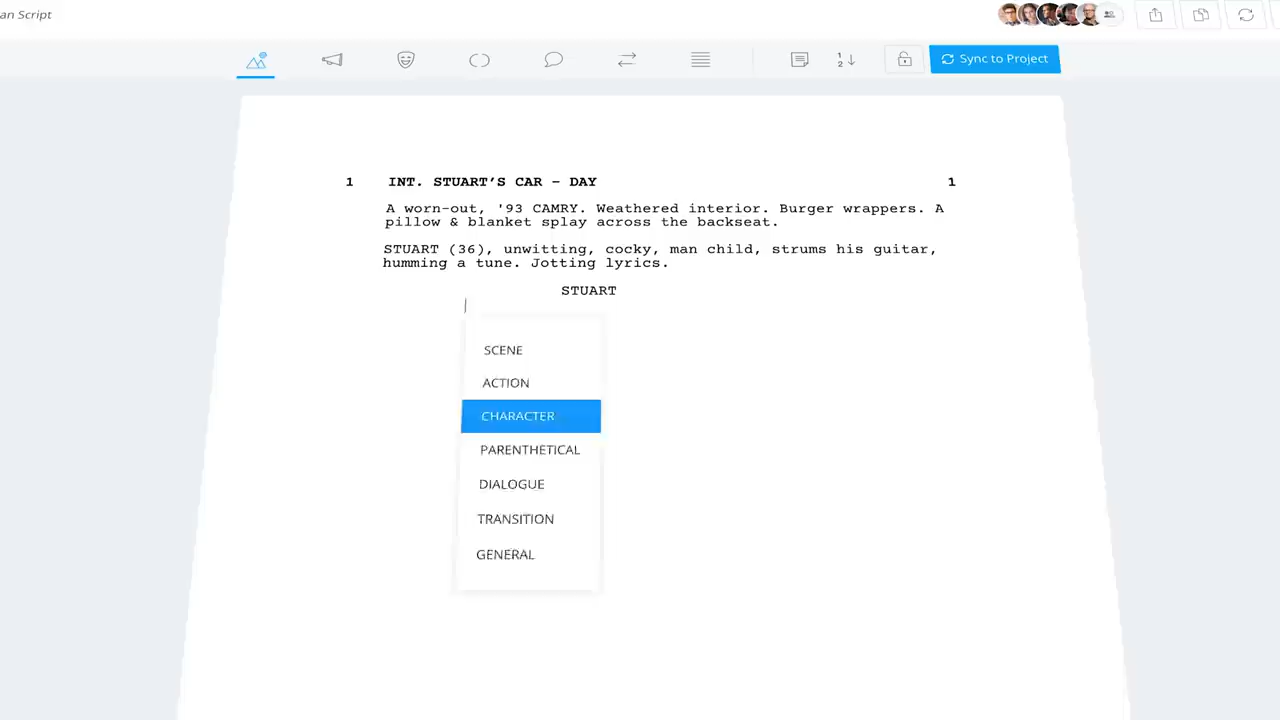 an Script
1 2
Sync to Project
1 INT. STUART'S CAR – DAY 1
A worn-out, '93 CAMRY. Weathered interior. Burger wrappers. A
pillow & blanket splay across the backseat.
STUART (36), unwitting, cocky, man child, strums his guitar,
humming a tune. Jotting lyrics.
STUART
SCENE
ACTION
CHARACTER
PARENTHETICAL
DIALOGUE
TRANSITION
GENERAL